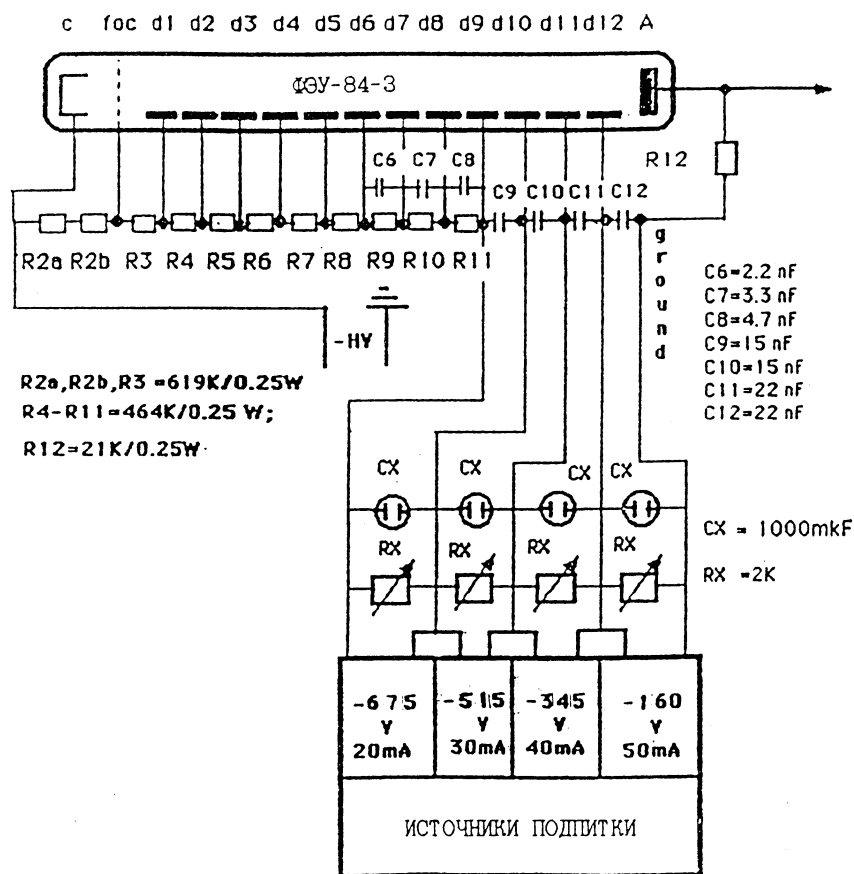 c foc d1 d2 d3 d4 d5 d6 d7 d8 d9 d10 d11 d12 A
ФЭУ-84-3
C6 C7 C8
R12
C9 C10 C11 C12
R2a R2b R3 R4 R5 R6 R7 R8 R9 R10 R11
ground
-HV
C6=2.2 nF
C7=3.3 nF
C8=4.7 nF
C9=15 nF
C10=15 nF
C11=22 nF
C12=22 nF
R2a,R2b,R3 =619K/0.25W
R4-R11=464K/0.25 W;
R12=21K/0.25W
CX CX CX CX
CX = 1000mkF
RX RX RX RX
RX =2K
-675 -515 -345 -160
V V V V
20mA 30mA 40mA 50mA
ИСТОЧНИКИ ПОДПИТКИ